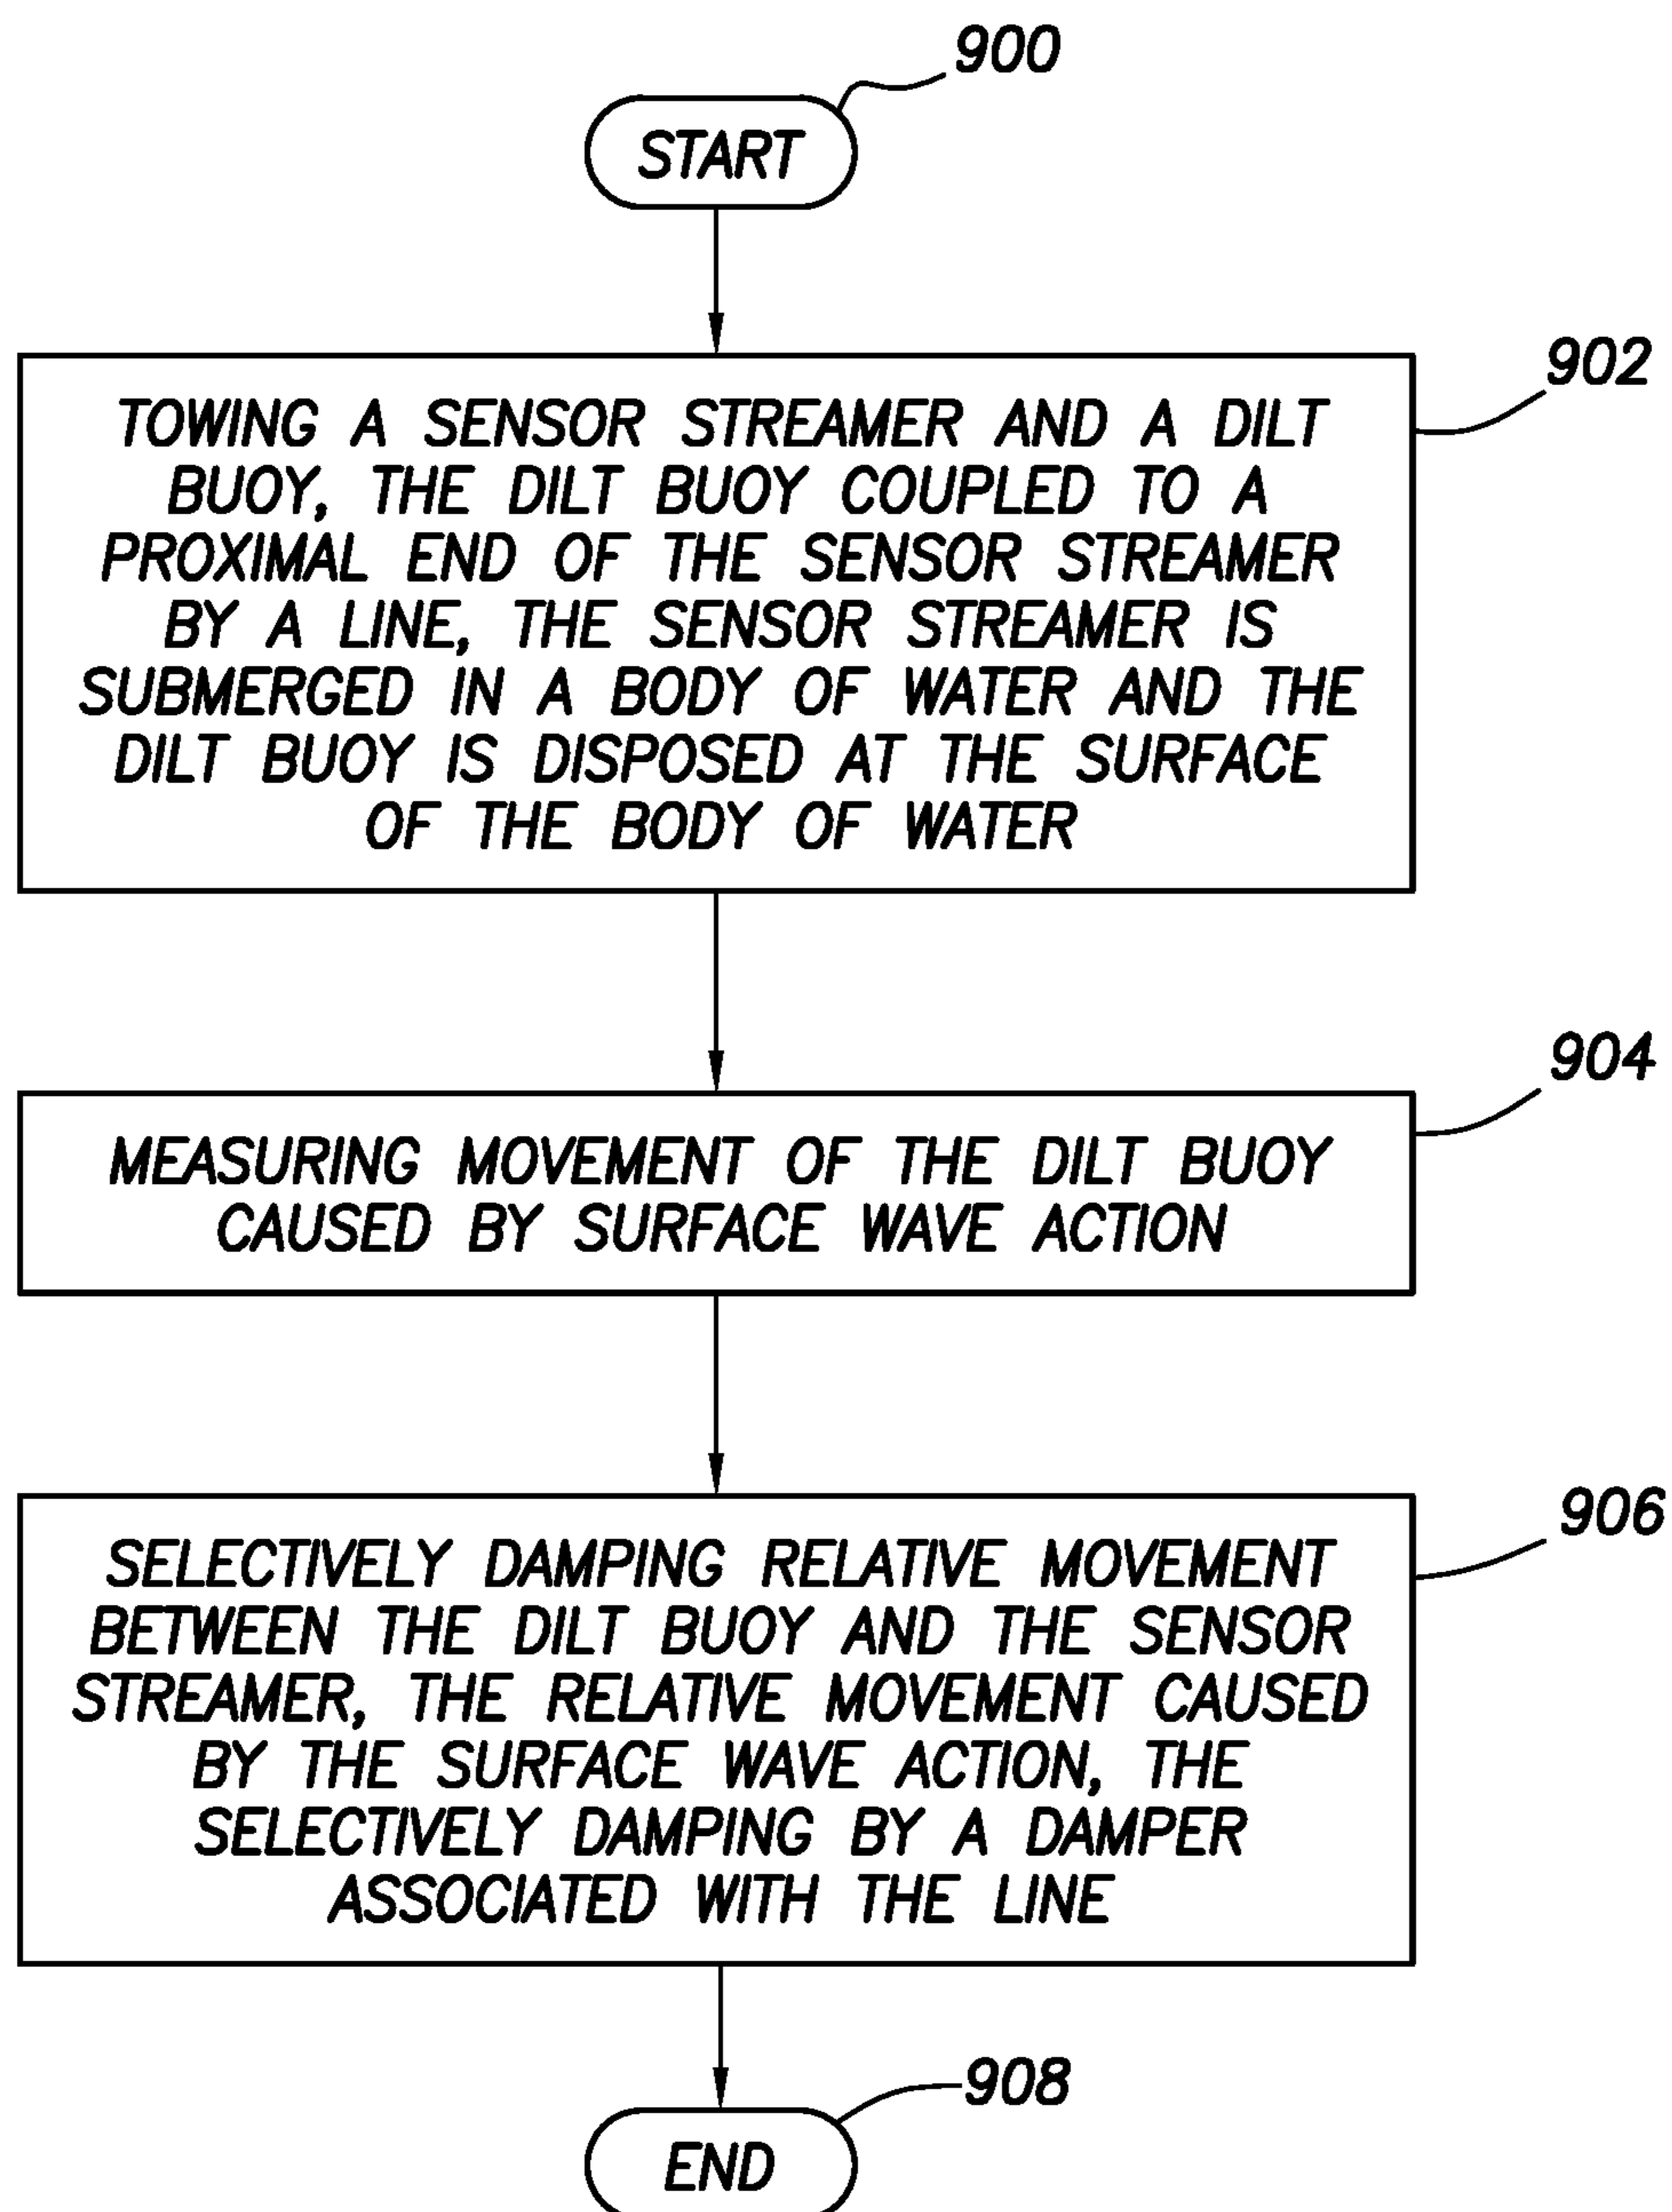 900
START
902
TOWING A SENSOR STREAMER AND A DILT
BUOY, THE DILT BUOY COUPLED TO A
PROXIMAL END OF THE SENSOR STREAMER
BY A LINE, THE SENSOR STREAMER IS
SUBMERGED IN A BODY OF WATER AND THE
DILT BUOY IS DISPOSED AT THE SURFACE
OF THE BODY OF WATER
904
MEASURING MOVEMENT OF THE DILT BUOY
CAUSED BY SURFACE WAVE ACTION
906
SELECTIVELY DAMPING RELATIVE MOVEMENT
BETWEEN THE DILT BUOY AND THE SENSOR
STREAMER, THE RELATIVE MOVEMENT CAUSED
BY THE SURFACE WAVE ACTION, THE
SELECTIVELY DAMPING BY A DAMPER
ASSOCIATED WITH THE LINE
908
END